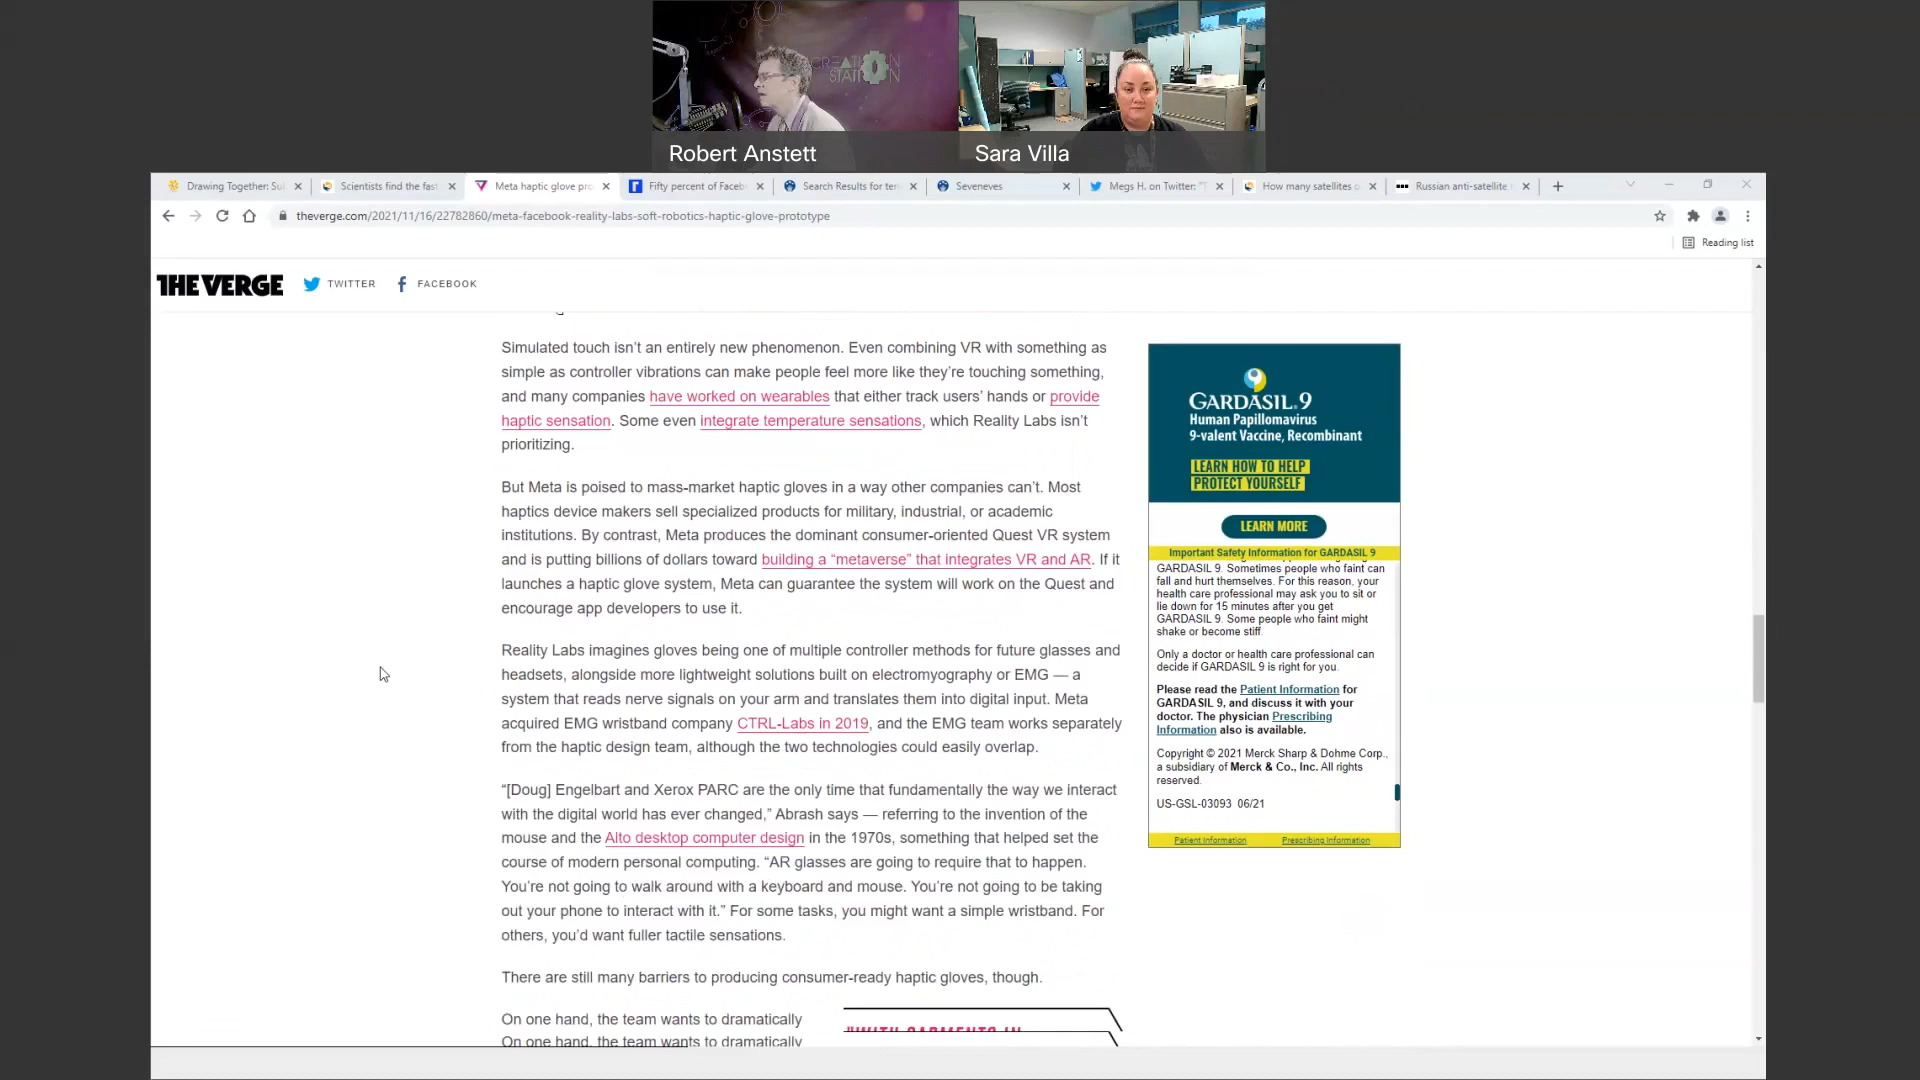 CREATION
STATION
Robert Anstett
Sara Villa
Drawing Together: Sul
Scientists find the fast
Meta haptic glove pro
Fifty percent of Faceb
Search Results for ter
Seveneves
Megs H. on Twitter: "T
How many satellites o
Russian anti-satellite
theverge.com/2021/11/16/22782860/meta-facebook-reality-labs-soft-robotics-haptic-glove-prototype
Reading list
THE VERGE
TWITTER
FACEBOOK
Simulated touch isn’t an entirely new phenomenon. Even combining VR with something as
simple as controller vibrations can make people feel more like they’re touching something,
and many companies have worked on wearables that either track users’ hands or provide
haptic sensation. Some even integrate temperature sensations, which Reality Labs isn’t
prioritizing.
But Meta is poised to mass-market haptic gloves in a way other companies can’t. Most
haptics device makers sell specialized products for military, industrial, or academic
institutions. By contrast, Meta produces the dominant consumer-oriented Quest VR system
and is putting billions of dollars toward building a “metaverse” that integrates VR and AR. If it
launches a haptic glove system, Meta can guarantee the system will work on the Quest and
encourage app developers to use it.
Reality Labs imagines gloves being one of multiple controller methods for future glasses and
headsets, alongside more lightweight solutions built on electromyography or EMG — a
system that reads nerve signals on your arm and translates them into digital input. Meta
acquired EMG wristband company CTRL-Labs in 2019, and the EMG team works separately
from the haptic design team, although the two technologies could easily overlap.
“[Doug] Engelbart and Xerox PARC are the only time that fundamentally the way we interact
with the digital world has ever changed,” Abrash says — referring to the invention of the
mouse and the Alto desktop computer design in the 1970s, something that helped set the
course of modern personal computing. “AR glasses are going to require that to happen.
You’re not going to walk around with a keyboard and mouse. You’re not going to be taking
out your phone to interact with it.” For some tasks, you might want a simple wristband. For
others, you’d want fuller tactile sensations.
There are still many barriers to producing consumer-ready haptic gloves, though.
On one hand, the team wants to dramatically
On one hand, the team wants to dramatically
"WITH GARMENTS IN
GARDASIL®9
Human Papillomavirus
9-valent Vaccine, Recombinant
LEARN HOW TO HELP
PROTECT YOURSELF
LEARN MORE
Important Safety Information for GARDASIL 9
GARDASIL 9. Sometimes people who faint can
fall and hurt themselves. For this reason, your
health care professional may ask you to sit or
lie down for 15 minutes after you get
GARDASIL 9. Some people who faint might
shake or become stiff.
Only a doctor or health care professional can
decide if GARDASIL 9 is right for you.
Please read the Patient Information for
GARDASIL 9, and discuss it with your
doctor. The physician Prescribing
Information also is available.
Copyright © 2021 Merck Sharp & Dohme Corp.,
a subsidiary of Merck & Co., Inc. All rights
reserved.
US-GSL-03093 06/21
Patient Information
Prescribing Information